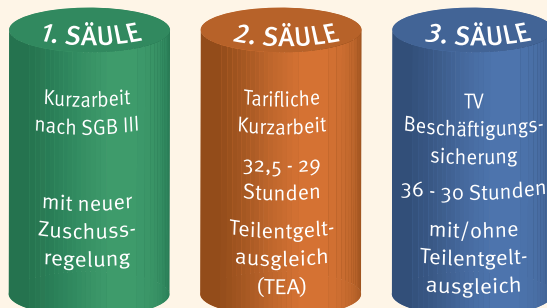 1. SÄULE
Kurzarbeit
nach SGB III
mit neuer
Zuschuss-
regelung
2. SÄULE
Tarifliche
Kurzarbeit
32,5 - 29
Stunden
Teilentgelt-
ausgleich
(TEA)
3. SÄULE
TV
Beschäftigungs-
sicherung
36 - 30 Stunden
mit/ohne
Teilentgelt-
ausgleich